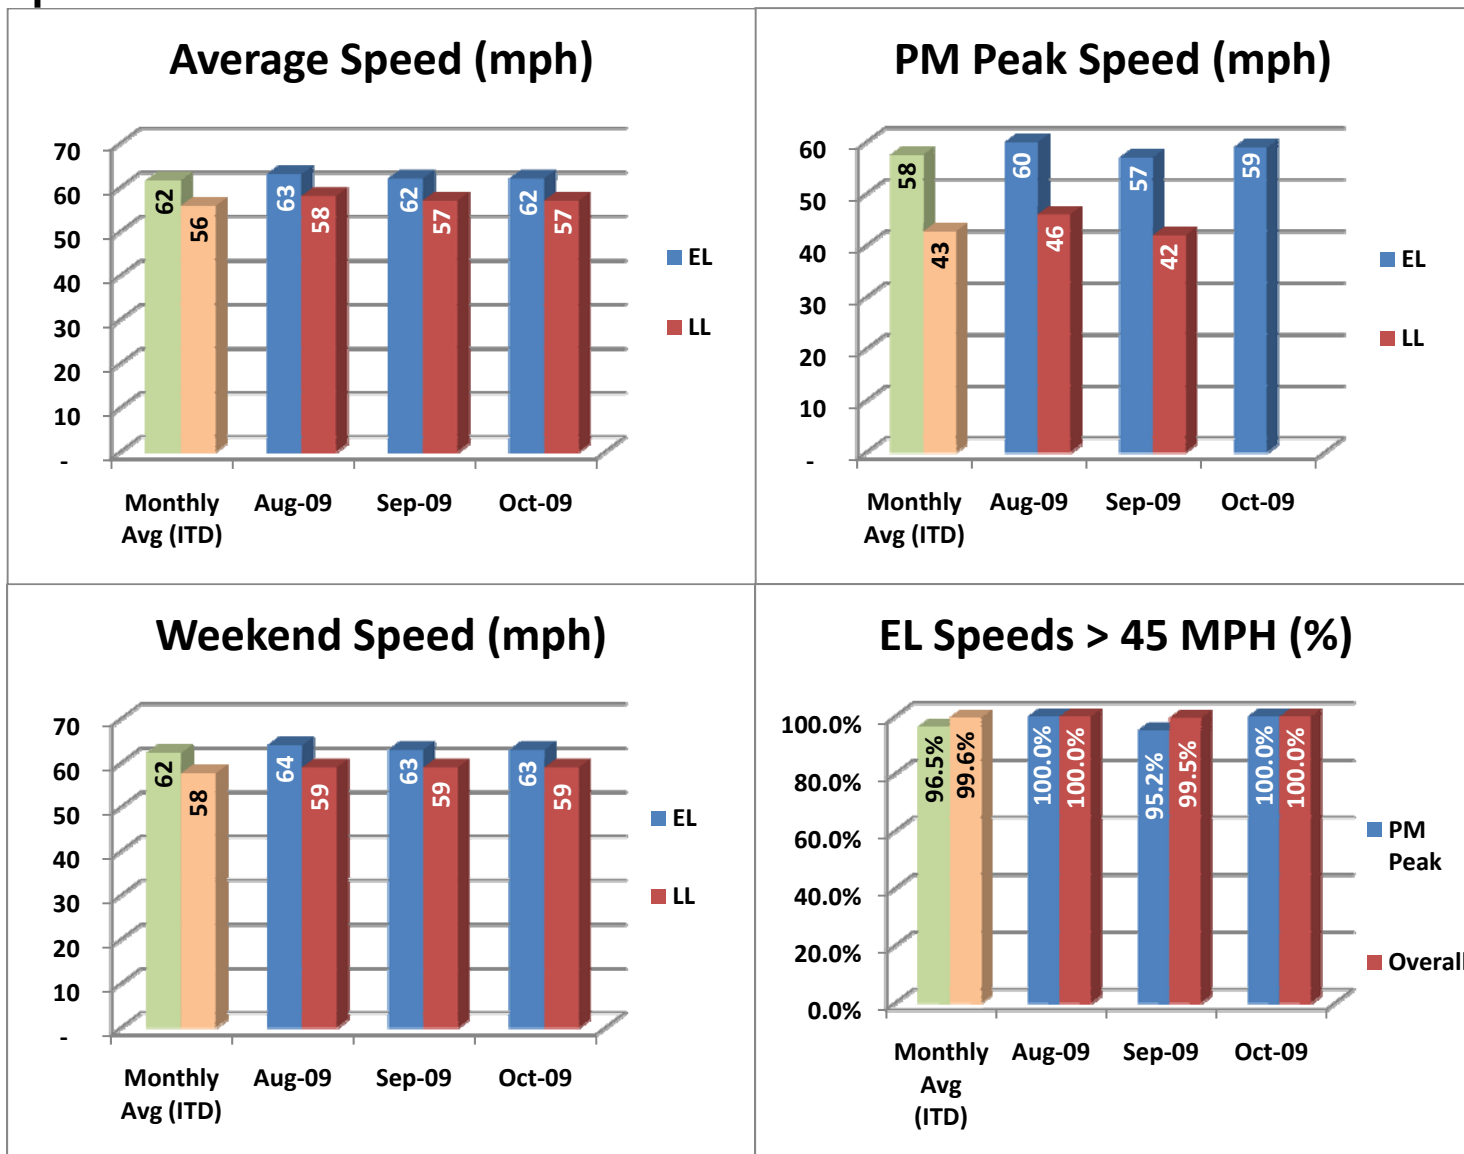 Average Speed (mph)
70
60
50
40
30
20
10
-
62
56
63
58
62
57
62
57
Monthly
Avg (ITD)
Aug-09
Sep-09
Oct-09
EL
LL
PM Peak Speed (mph)
60
50
40
30
20
10
-
58
43
60
46
57
42
59
Monthly
Avg (ITD)
Aug-09
Sep-09
Oct-09
EL
LL
Weekend Speed (mph)
70
60
50
40
30
20
10
-
62
58
64
59
63
59
63
59
Monthly
Avg (ITD)
Aug-09
Sep-09
Oct-09
EL
LL
EL Speeds > 45 MPH (%)
100.0%
80.0%
60.0%
40.0%
20.0%
0.0%
96.5%
99.6%
100.0%
100.0%
95.2%
99.5%
100.0%
100.0%
Monthly
Avg
(ITD)
Aug-09
Sep-09
Oct-09
PM
Peak
Overall